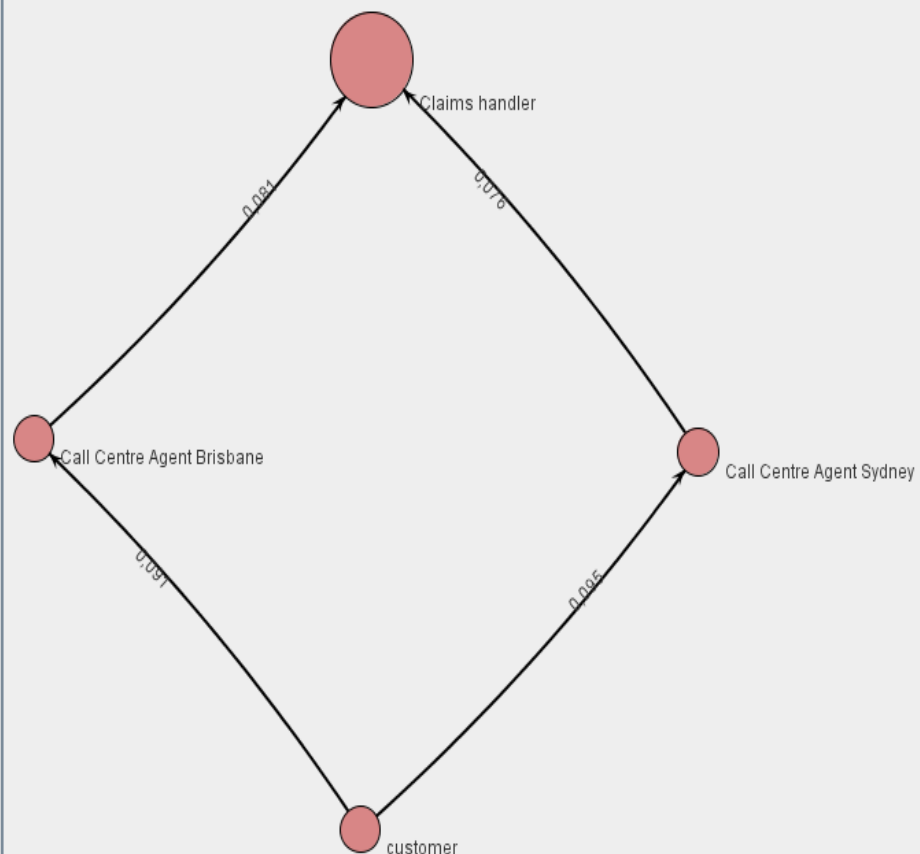 Claims handler
0,081
0,076
Call Centre Agent Brisbane
Call Centre Agent Sydney
0,091
0,095
customer